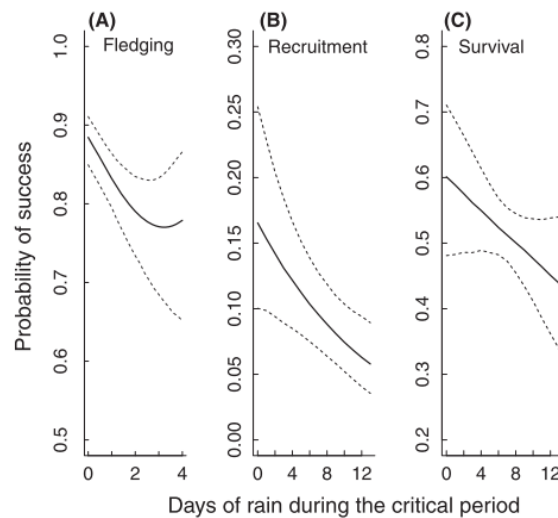 (A)
Fledging
(B)
Recruitment
(C)
Survival
Probability of success
1.0
0.9
0.8
0.7
0.6
0.5
0 2 4
0.30
0.25
0.20
0.15
0.10
0.05
0.00
0 4 8 12
0.8
0.7
0.6
0.5
0.4
0.3
0.2
0 4 8 12
Days of rain during the critical period